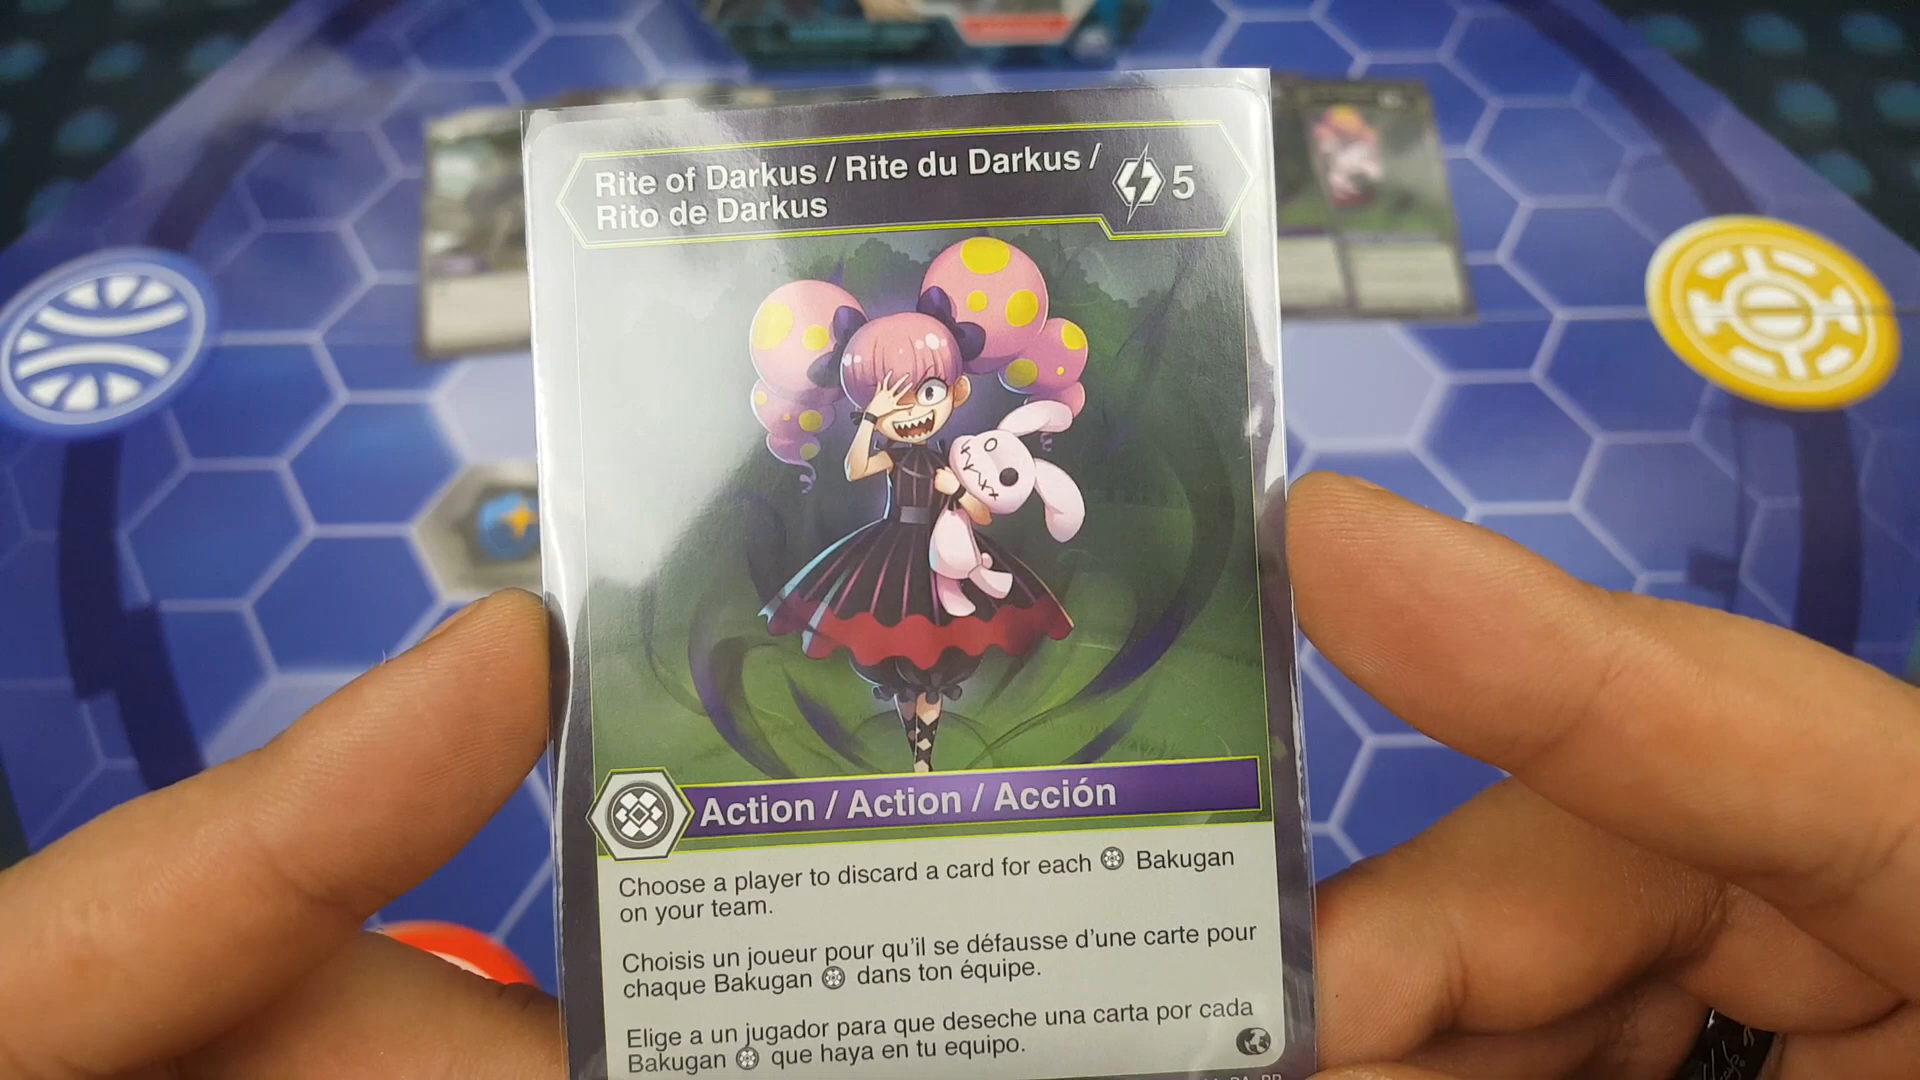 Rite of Darkus / Rite du Darkus /
Rito de Darkus
5
Action / Action / Acción
Choose a player to discard a card for each Bakugan
on your team.
Choisis un joueur pour qu'il se défausse d'une carte pour
chaque Bakugan dans ton équipe.
Elige a un jugador para que deseche una carta por cada
Bakugan que haya en tu equipo.